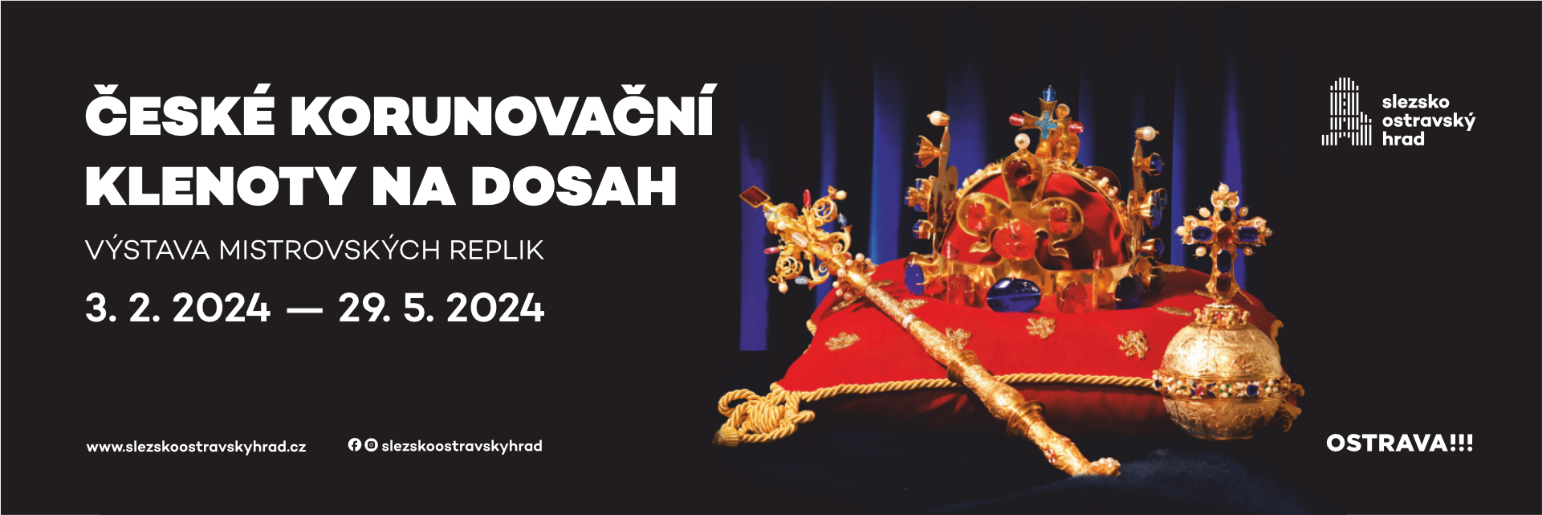 ČESKÉ KORUNOVAČNÍ
KLENOTY NA DOSAH
VÝSTAVA MISTROVSKÝCH REPLIK
3. 2. 2024 — 29. 5. 2024
www.slezskoostravskyhrad.cz
slezskoostravskyhrad
slezsko
ostravský
hrad
OSTRAVA!!!